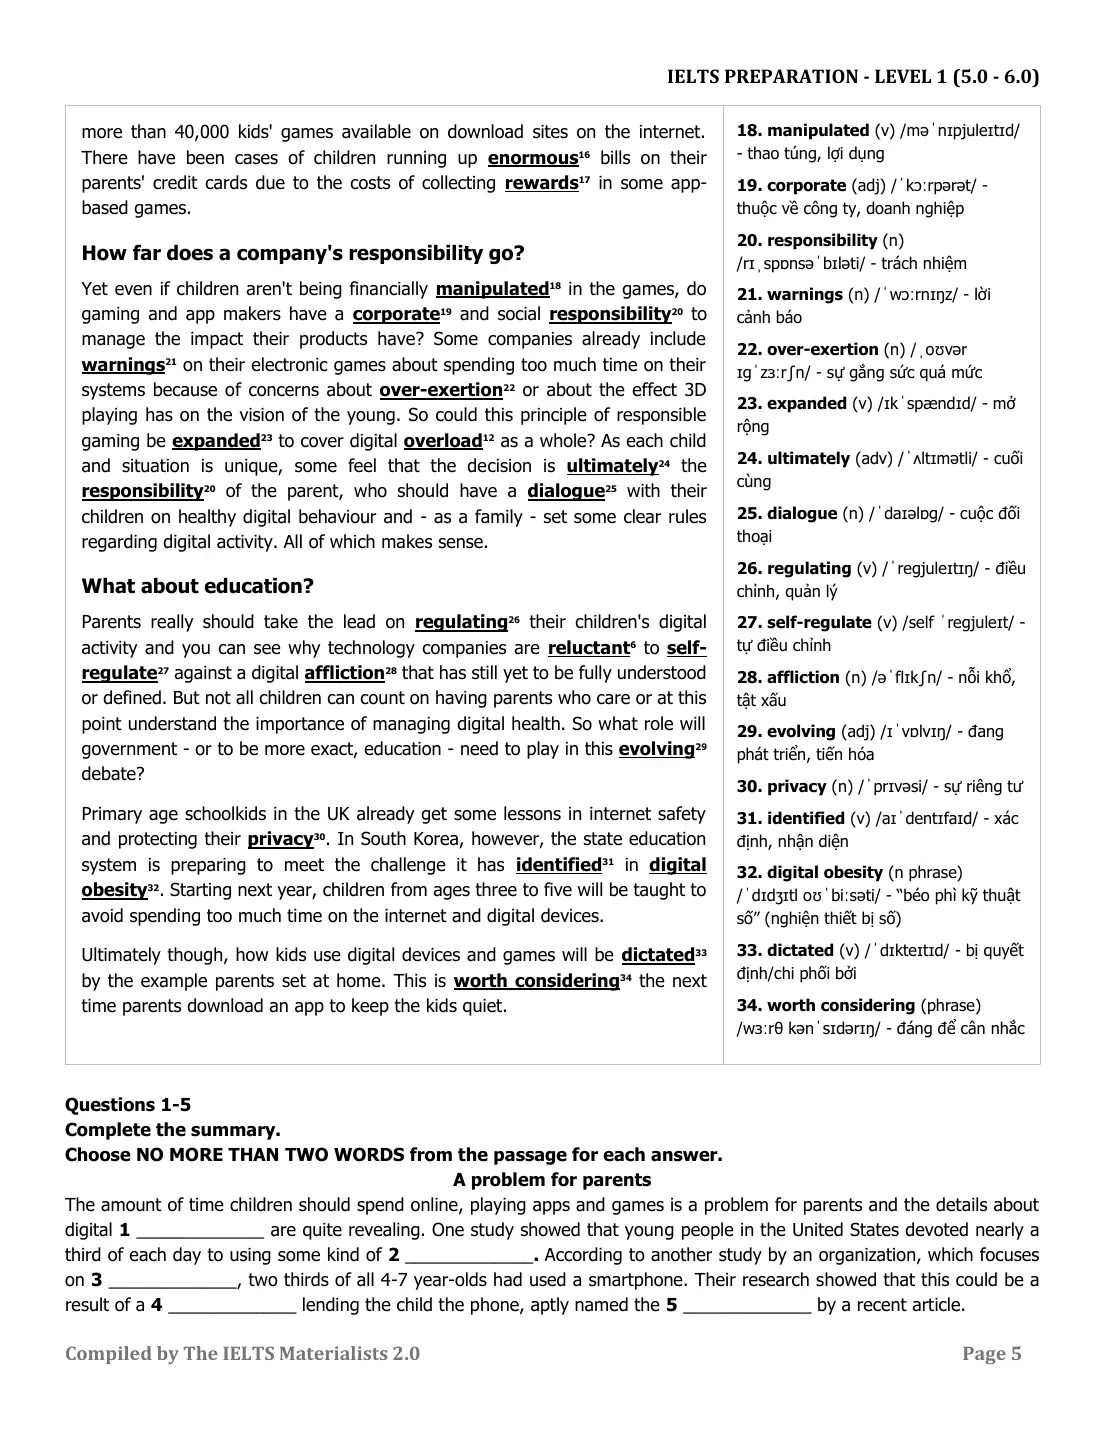 IELTS PREPARATION - LEVEL 1 (5.0 - 6.0)
more than 40,000 kids' games available on download sites on the internet.
There have been cases of children running up enormous16 bills on their
parents' credit cards due to the costs of collecting rewards17 in some app-
based games.
How far does a company's responsibility go?
Yet even if children aren't being financially manipulated18 in the games, do
gaming and app makers have a corporate19 and social responsibility20 to
manage the impact their products have? Some companies already include
warnings21 on their electronic games about spending too much time on their
systems because of concerns about over-exertion22 or about the effect 3D
playing has on the vision of the young. So could this principle of responsible
gaming be expanded23 to cover digital overload12 as a whole? As each child
and situation is unique, some feel that the decision is ultimately24 the
responsibility20 of the parent, who should have a dialogue25 with their
children on healthy digital behaviour and - as a family - set some clear rules
regarding digital activity. All of which makes sense.
What about education?
Parents really should take the lead on regulating26 their children's digital
activity and you can see why technology companies are reluctant6 to self-
regulate27 against a digital affliction28 that has still yet to be fully understood
or defined. But not all children can count on having parents who care or at this
point understand the importance of managing digital health. So what role will
government - or to be more exact, education - need to play in this evolving29
debate?
Primary age schoolkids in the UK already get some lessons in internet safety
and protecting their privacy30. In South Korea, however, the state education
system is preparing to meet the challenge it has identified31 in digital
obesity32. Starting next year, children from ages three to five will be taught to
avoid spending too much time on the internet and digital devices.
Ultimately though, how kids use digital devices and games will be dictated33
by the example parents set at home. This is worth considering34 the next
time parents download an app to keep the kids quiet.
18. manipulated (v) /məˈnɪpjuleɪtɪd/
- thao túng, lợi dụng
19. corporate (adj) /ˈkɔːrpərət/ -
thuộc về công ty, doanh nghiệp
20. responsibility (n)
/rɪˌspɒnsəˈbɪləti/ - trách nhiệm
21. warnings (n) /ˈwɔːrnɪŋz/ - lời
cảnh báo
22. over-exertion (n) /ˌoʊvər
ɪɡˈzɜːrʃn/ - sự gắng sức quá mức
23. expanded (v) /ɪkˈspændɪd/ - mở
rộng
24. ultimately (adv) /ˈʌltɪmətli/ - cuối
cùng
25. dialogue (n) /ˈdaɪəlɒɡ/ - cuộc đối
thoại
26. regulating (v) /ˈreɡjuleɪtɪŋ/ - điều
chỉnh, quản lý
27. self-regulate (v) /self ˈreɡjuleɪt/ -
tự điều chỉnh
28. affliction (n) /əˈflɪkʃn/ - nỗi khổ,
tật xấu
29. evolving (adj) /ɪˈvɒlvɪŋ/ - đang
phát triển, tiến hóa
30. privacy (n) /ˈprɪvəsi/ - sự riêng tư
31. identified (v) /aɪˈdentɪfaɪd/ - xác
định, nhận diện
32. digital obesity (n phrase)
/ˈdɪdʒɪtl oʊˈbiːsəti/ - “béo phì kỹ thuật
số” (nghiện thiết bị số)
33. dictated (v) /ˈdɪkteɪtɪd/ - bị quyết
định/chi phối bởi
34. worth considering (phrase)
/wɜːrθ kənˈsɪdərɪŋ/ - đáng để cân nhắc
Questions 1-5
Complete the summary.
Choose NO MORE THAN TWO WORDS from the passage for each answer.
A problem for parents
The amount of time children should spend online, playing apps and games is a problem for parents and the details about
digital 1 ______________ are quite revealing. One study showed that young people in the United States devoted nearly a
third of each day to using some kind of 2 ______________. According to another study by an organization, which focuses
on 3 ______________, two thirds of all 4-7 year-olds had used a smartphone. Their research showed that this could be a
result of a 4 ______________ lending the child the phone, aptly named the 5 ______________ by a recent article.
Compiled by The IELTS Materialists 2.0
Page 5